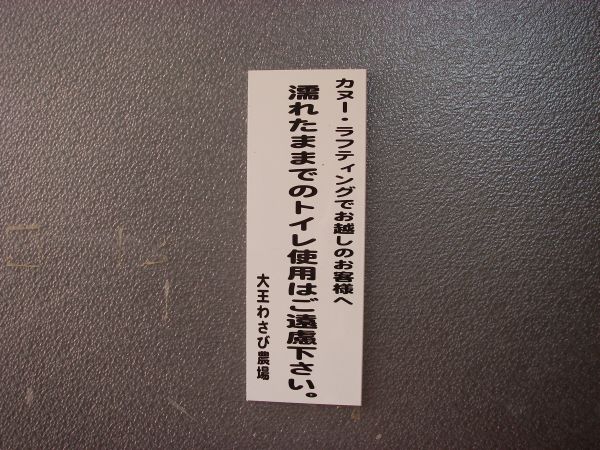 カヌー・ラフティングでお越しのお客様へ
濡れたままでのトイレ使用はご遠慮下さい。
大王わさび農場